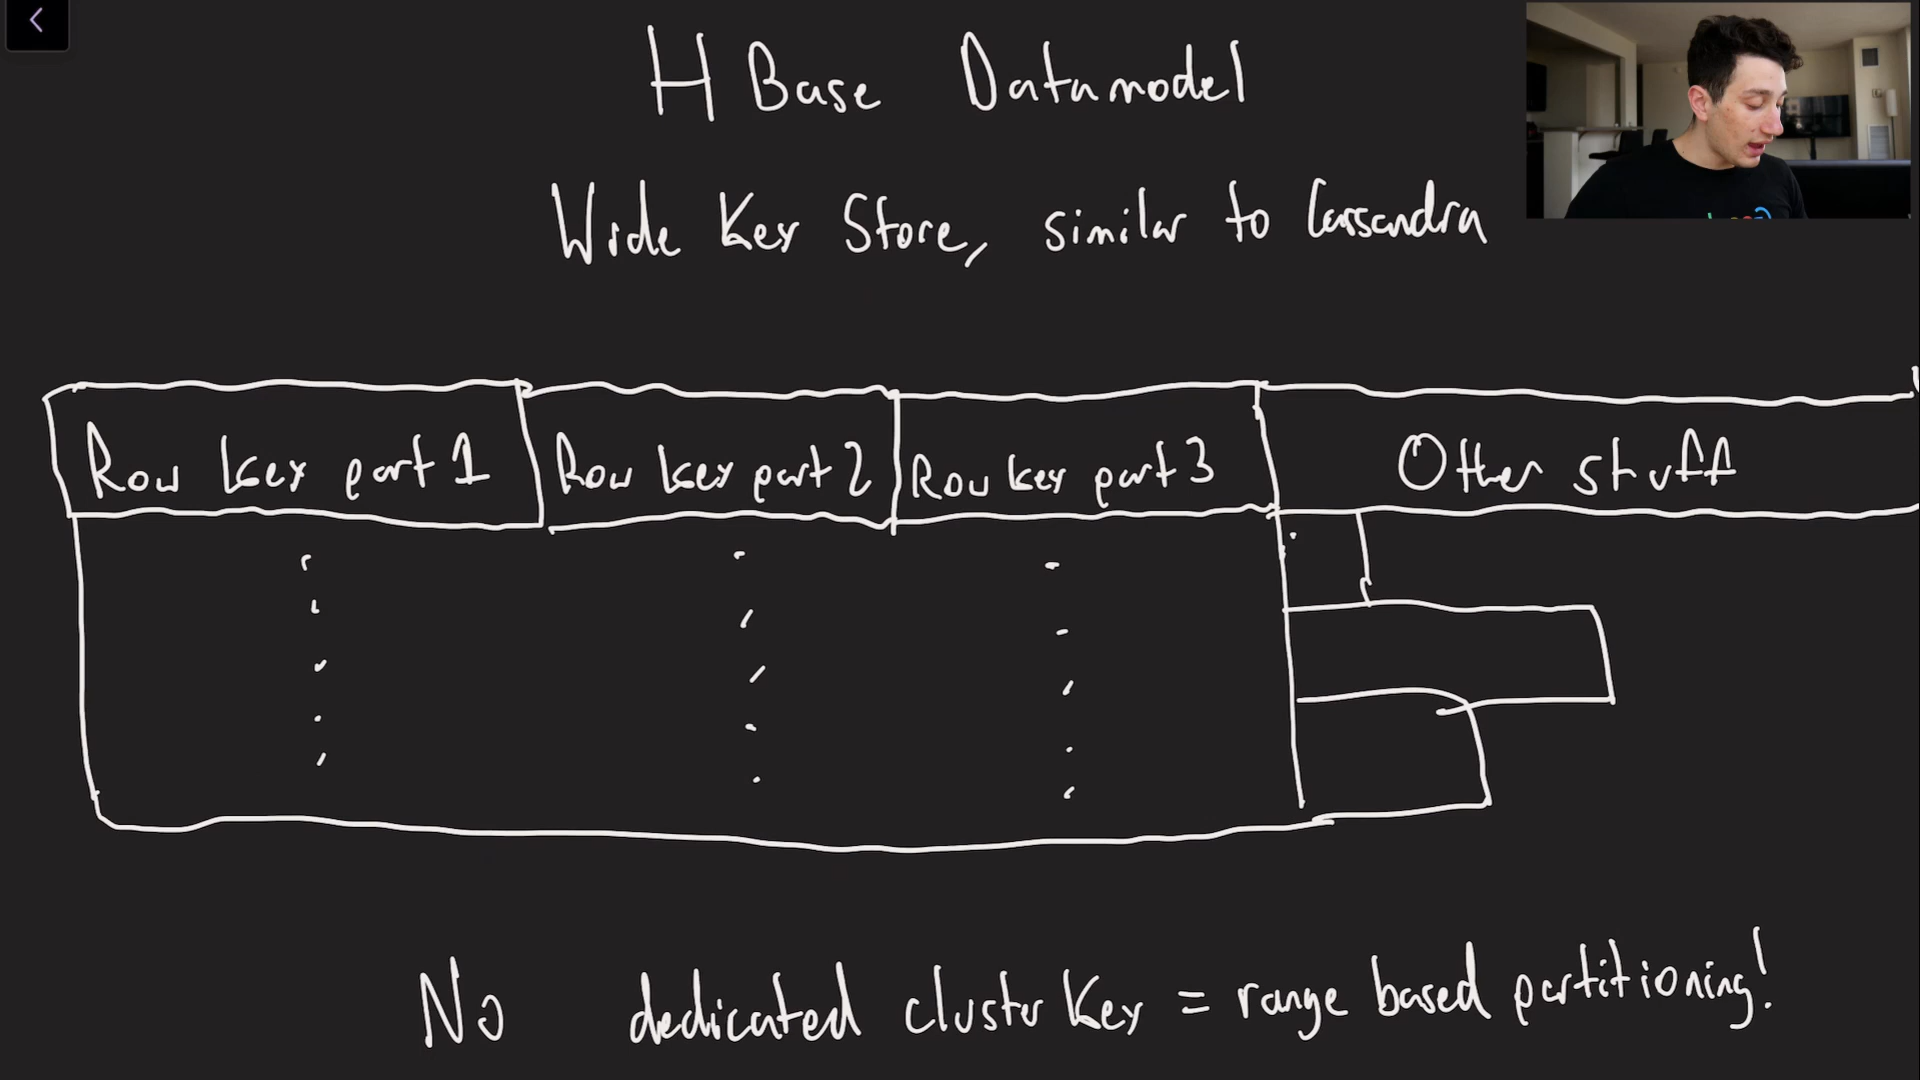 H Base Datamodel
Wide Key Store, similar to Cassandra
Row key part 1 Row key part 2 Row key part 3 Other stuff
No dedicated cluster key = range based partitioning!